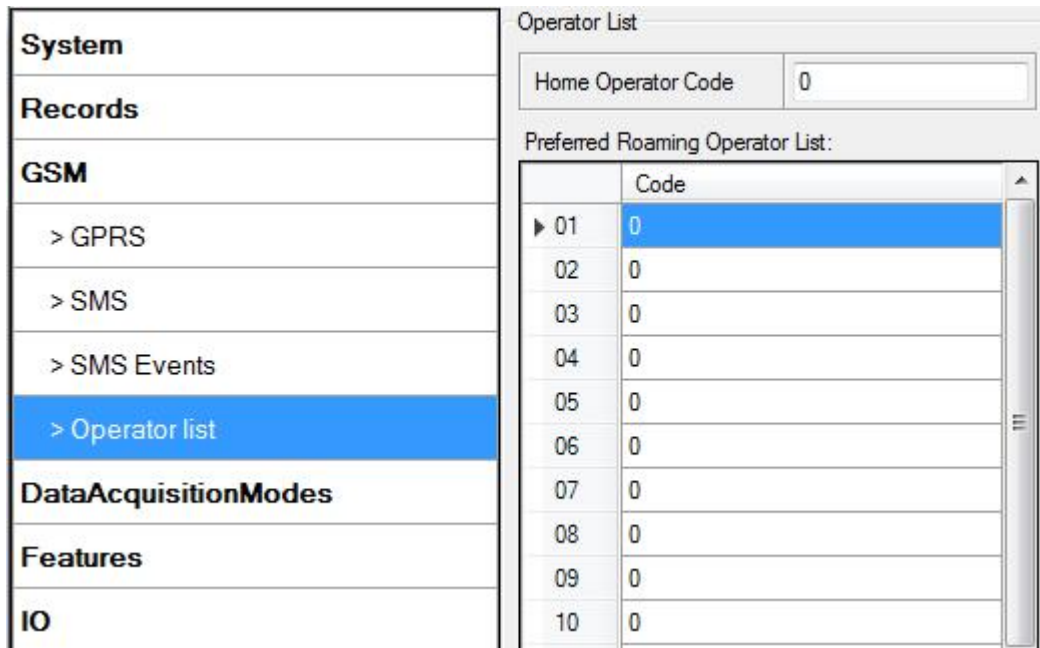 System
Records
GSM
> GPRS
> SMS
> SMS Events
> Operator list
DataAcquisitionModes
Features
IO
Operator List
Home Operator Code 0
Preferred Roaming Operator List:
Code
01 0
02 0
03 0
04 0
05 0
06 0
07 0
08 0
09 0
10 0